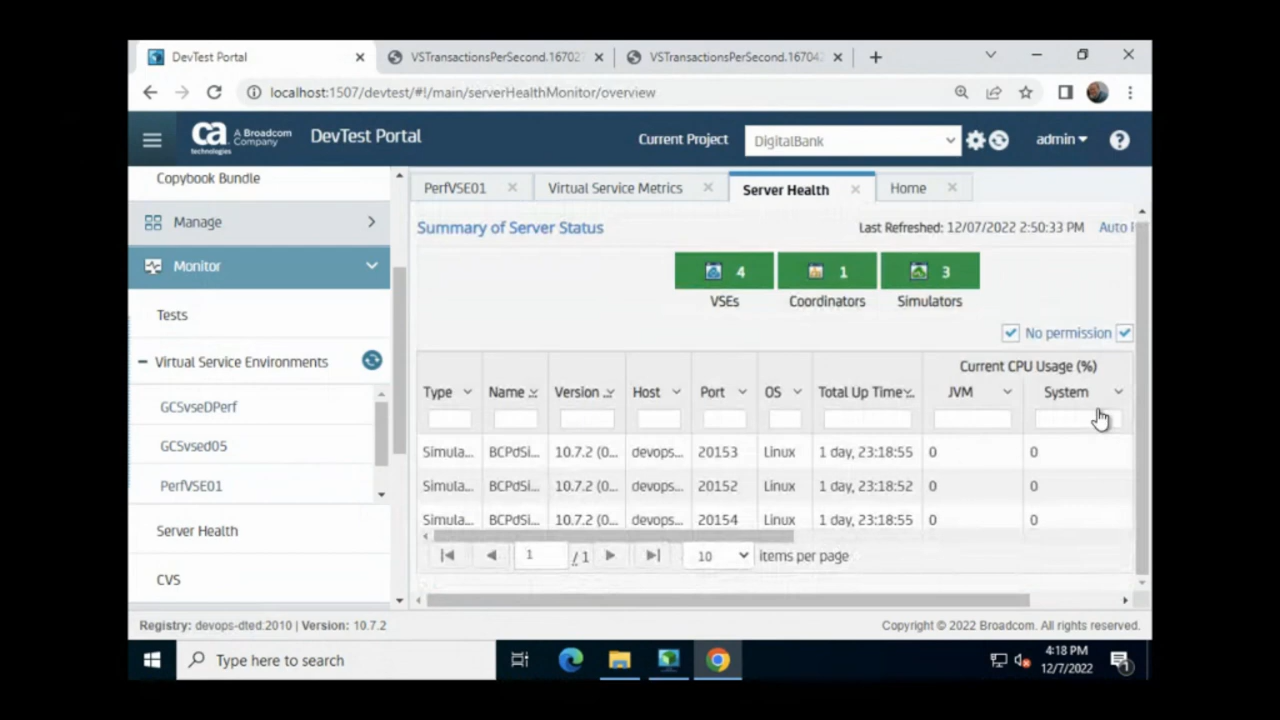 DevTest Portal
VSTransactionsPerSecond.16702
VSTransactionsPerSecond.16704
localhost:1507/devtest/#!/main/serverHealthMonitor/overview
ca technologies
A Broadcom Company
DevTest Portal
Current Project
DigitalBank
admin
?
Copybook Bundle
Manage
Monitor
Tests
Virtual Service Environments
GCSvseDPerf
GCSvsed05
PerfVSE01
Server Health
CVS
PerfVSE01
Virtual Service Metrics
Server Health
Home
Summary of Server Status
Last Refreshed: 12/07/2022 2:50:33 PM
Auto
4
1
3
VSEs
Coordinators
Simulators
No permission
Current CPU Usage (%)
Type Name Version Host Port OS Total Up Time JVM System
Simula... BCPdSi... 10.7.2 (0... devops... 20153 Linux 1 day, 23:18:55 0 0
Simula... BCPdSi... 10.7.2 (0... devops... 20152 Linux 1 day, 23:18:52 0 0
Simula... BCPdSi... 10.7.2 (0... devops... 20154 Linux 1 day, 23:18:55 0 0
1 / 1 10 items per page
Registry: devops-dted:2010 | Version: 10.7.2
Copyright © 2022 Broadcom. All rights reserved.
Type here to search
4:18 PM
12/7/2022
1